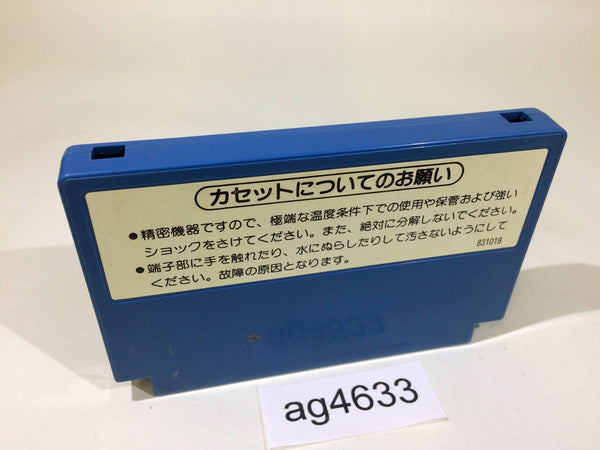 カセットについてのお願い
●精密機器ですので、極端な温度条件下での使用や保管および強い
ショックをさけてください。また、絶対に分解しないでください。
●端子部に手を触れたり、水にぬらしたりして汚さないようにして
ください。故障の原因となります。
831018
ag4633